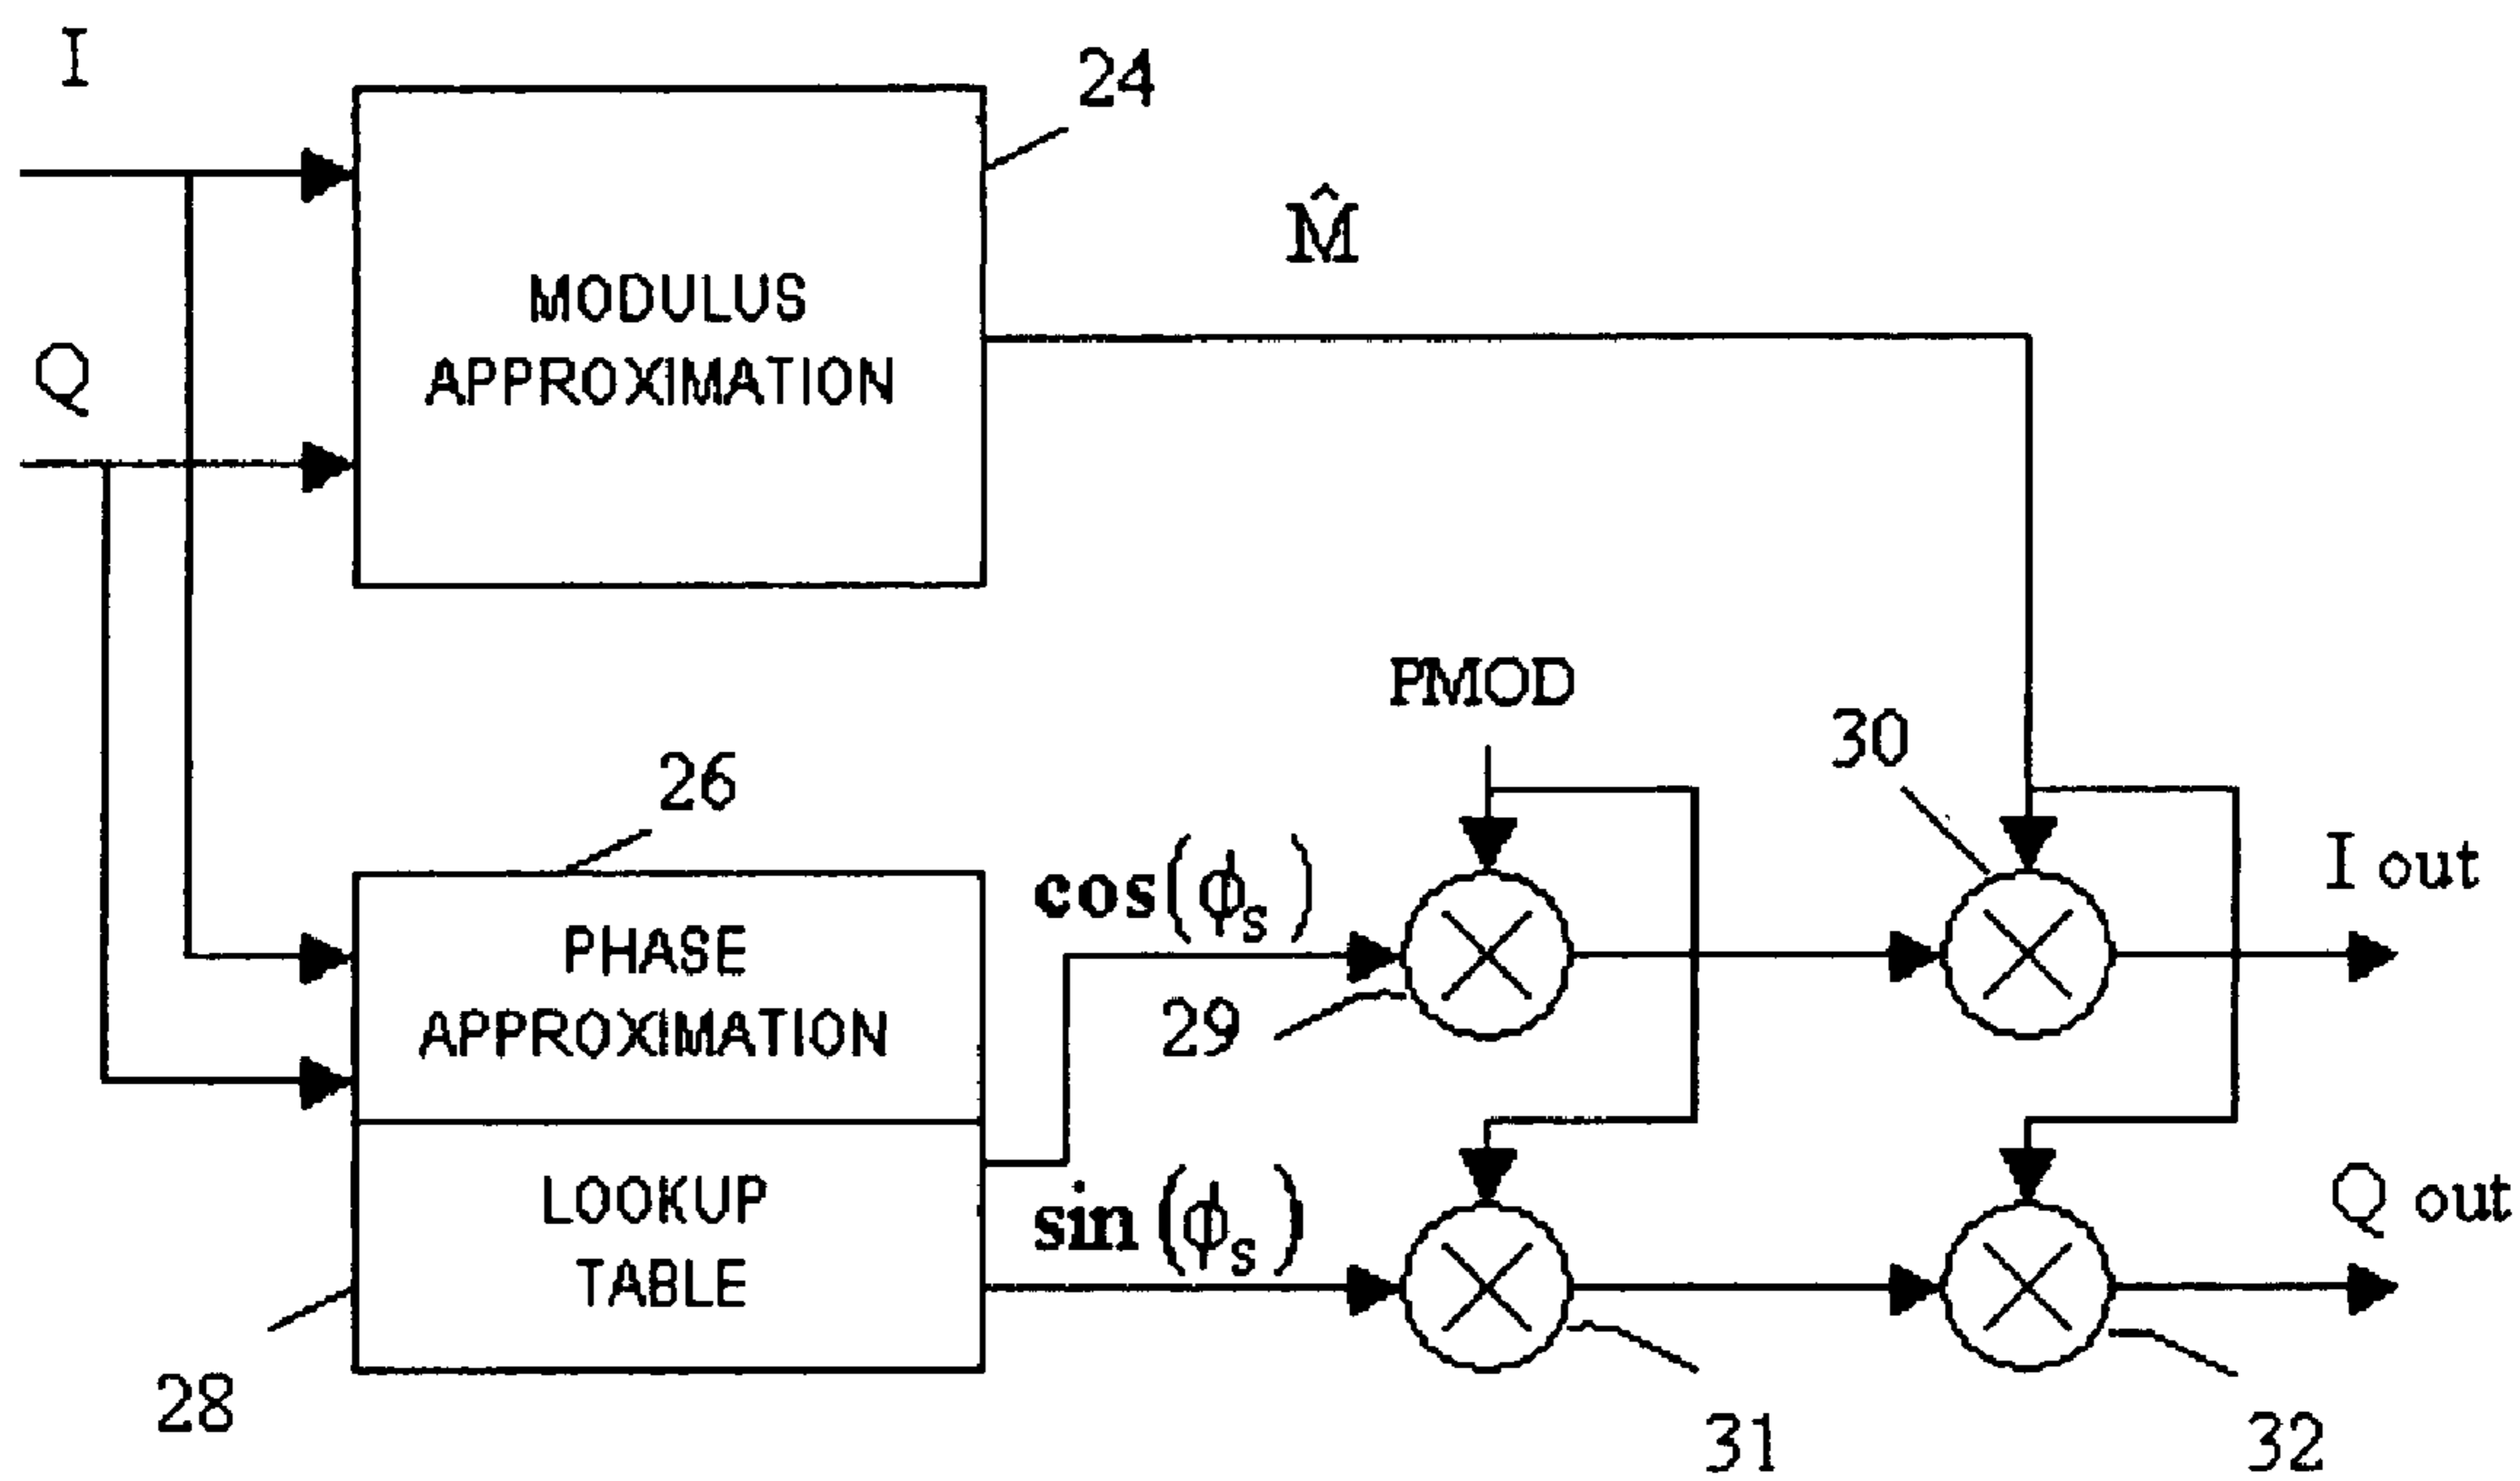 I
24
M̂
MODULUS
APPROXIMATION
Q
PMOD
30
26
cos(ϕs)
I out
PHASE
APPROXIMATION
29
LOOKUP
TABLE
sin(ϕs)
Q out
28
31
32